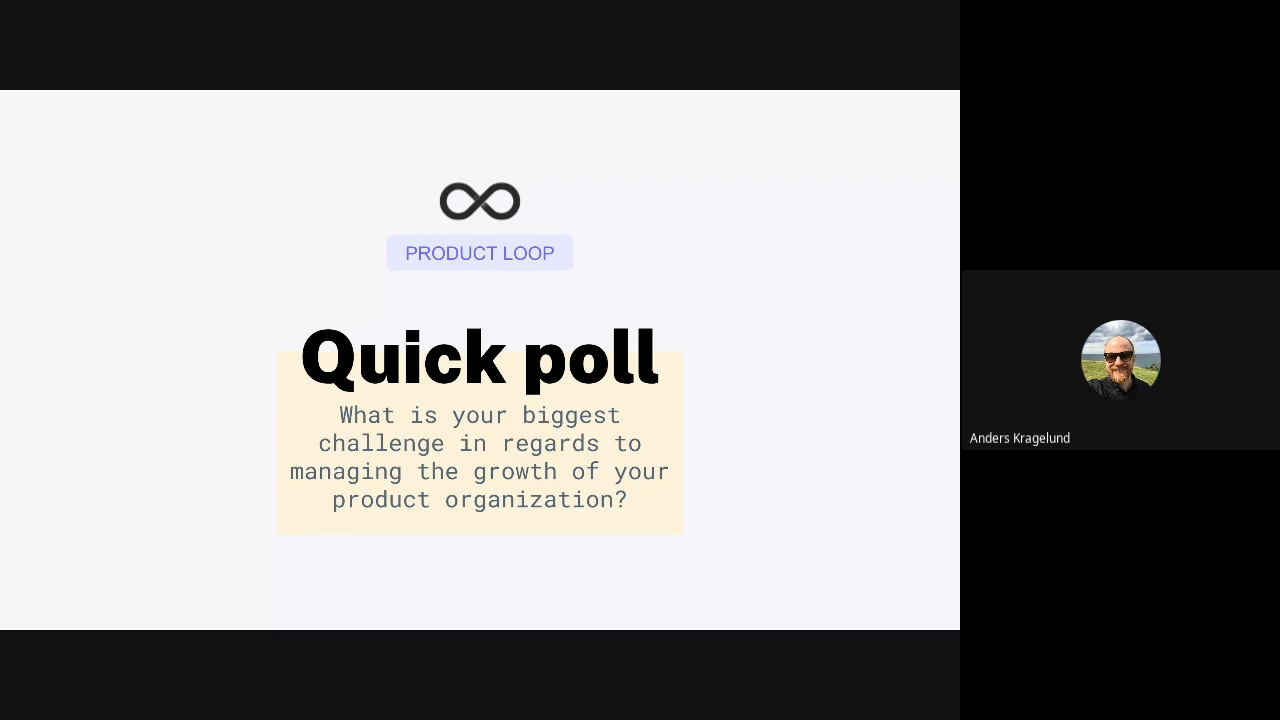 PRODUCT LOOP
Quick poll
What is your biggest
challenge in regards to
managing the growth of your
product organization?
Anders Kragelund